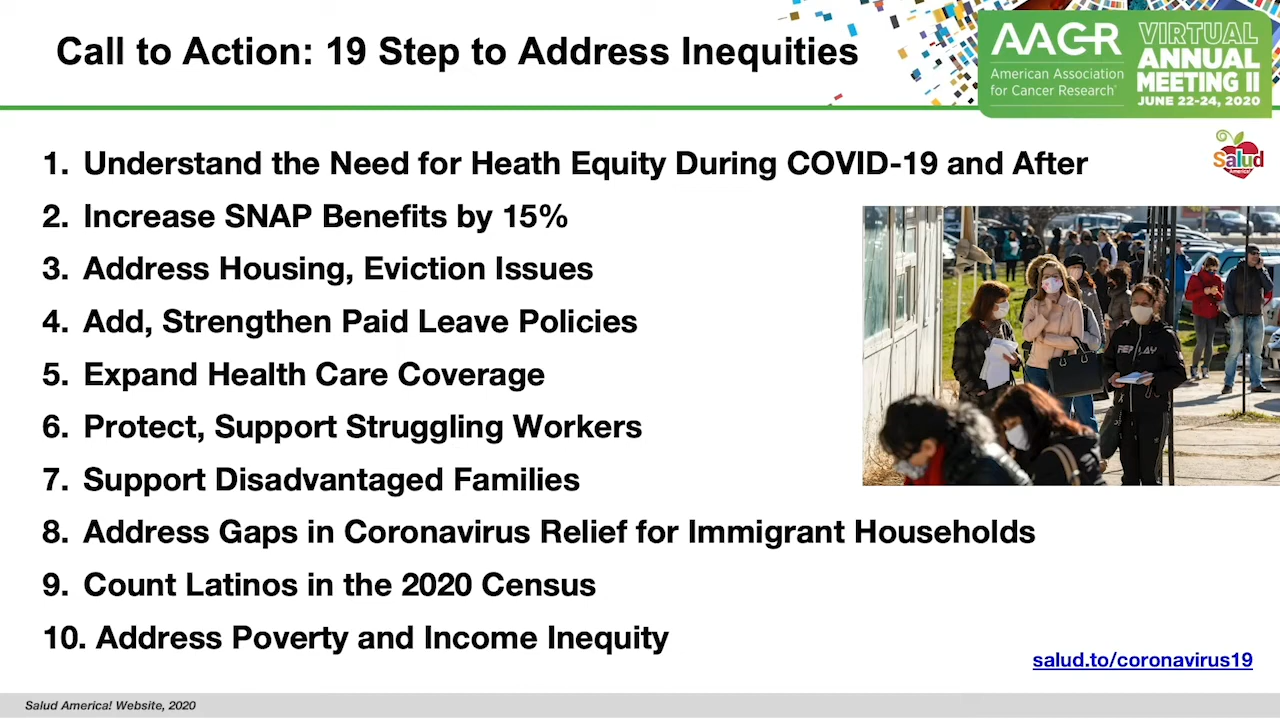 Call to Action: 19 Step to Address Inequities
AACR
American Association
for Cancer Research
VIRTUAL
ANNUAL
MEETING II
JUNE 22-24, 2020
Salud
America!
1. Understand the Need for Heath Equity During COVID-19 and After
2. Increase SNAP Benefits by 15%
3. Address Housing, Eviction Issues
4. Add, Strengthen Paid Leave Policies
5. Expand Health Care Coverage
6. Protect, Support Struggling Workers
7. Support Disadvantaged Families
8. Address Gaps in Coronavirus Relief for Immigrant Households
9. Count Latinos in the 2020 Census
10. Address Poverty and Income Inequity
REPLAY
salud.to/coronavirus19
Salud America! Website, 2020